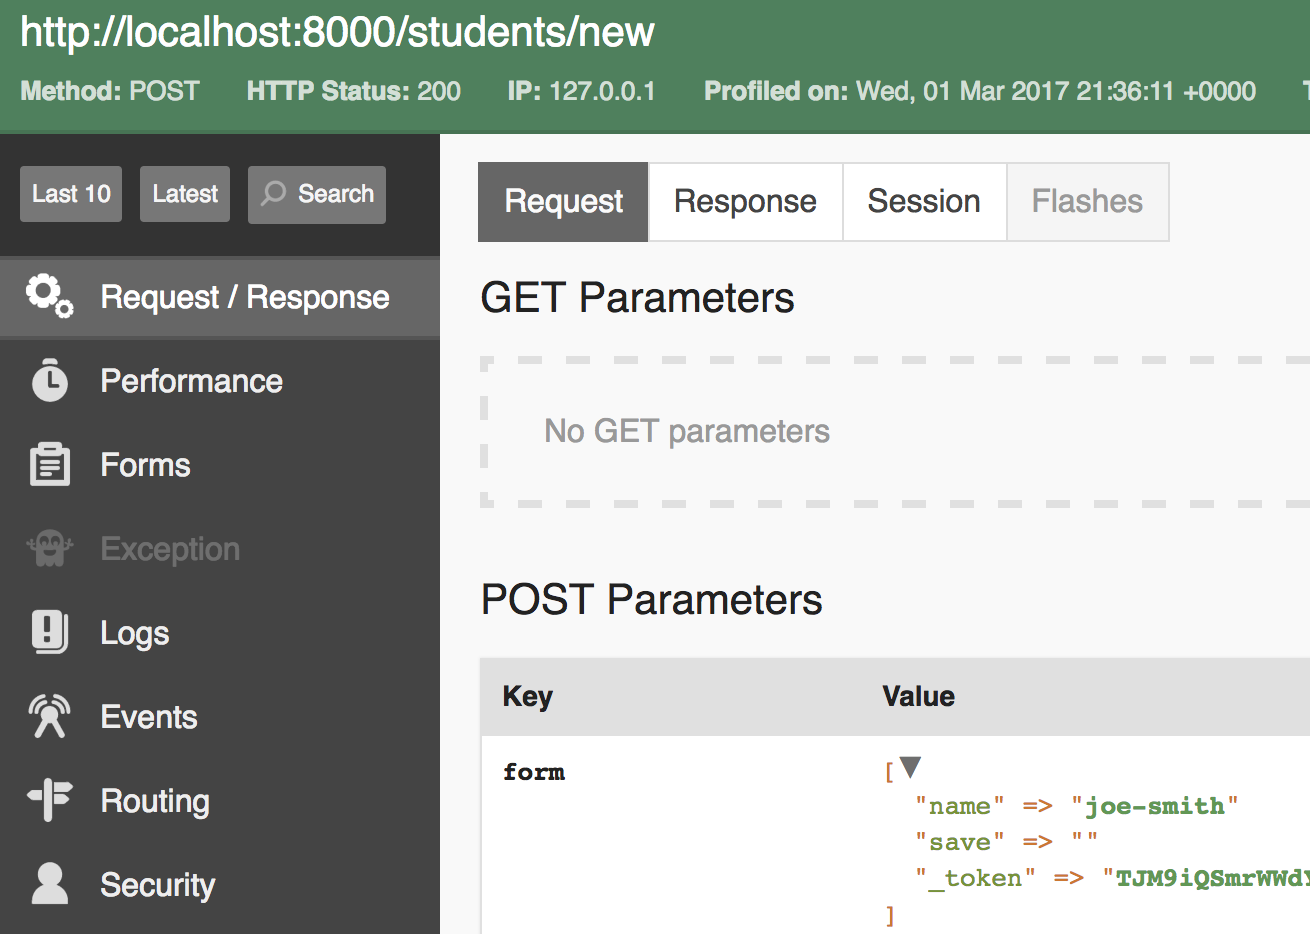 http://localhost:8000/students/new
Method: POST HTTP Status: 200 IP: 127.0.0.1 Profiled on: Wed, 01 Mar 2017 21:36:11 +0000
Last 10 Latest Search
Request / Response
Performance
Forms
Exception
Logs
Events
Routing
Security
Request Response Session Flashes
GET Parameters
No GET parameters
POST Parameters
Key Value
form [
"name" => "joe-smith"
"save" => ""
"_token" => "TJM9iQSmrWWdY
]